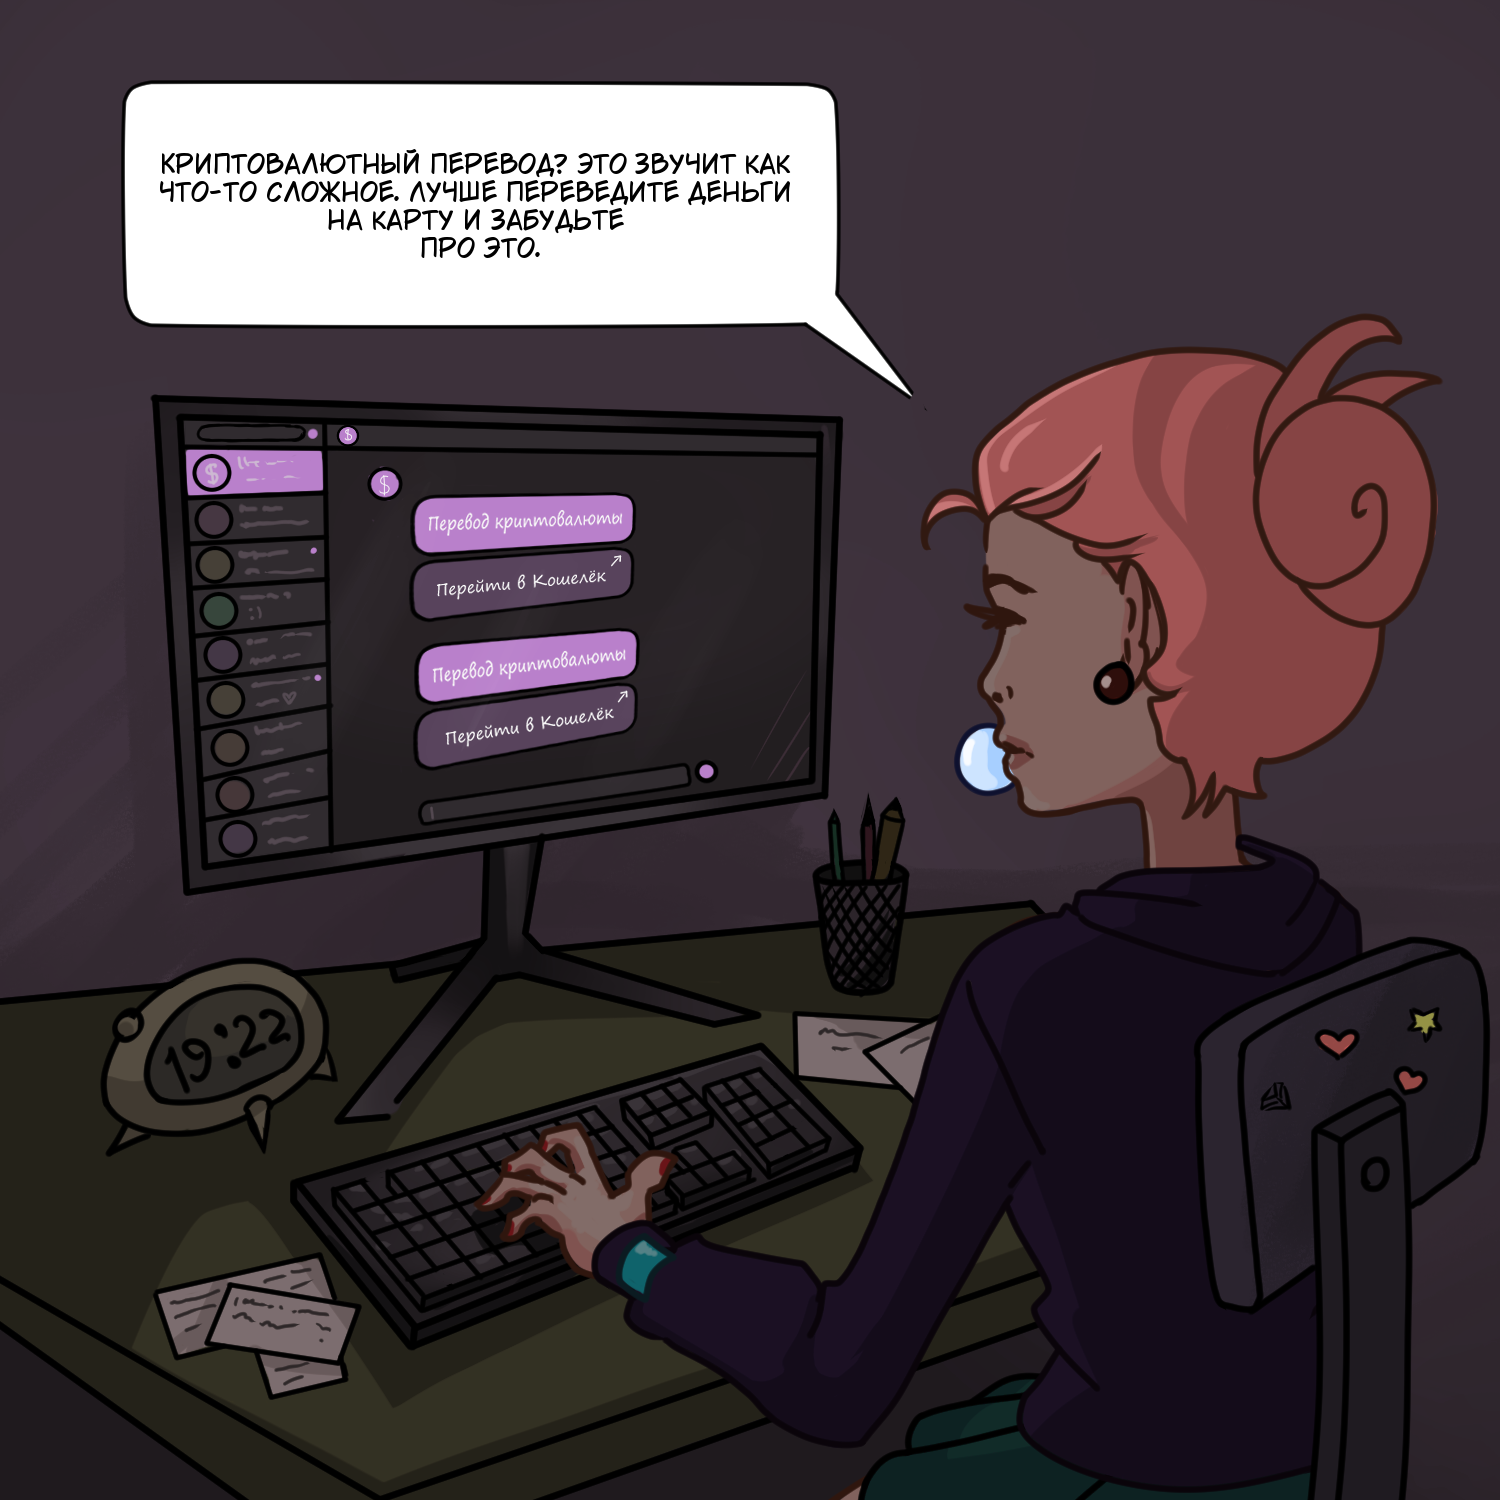 КРИПТОВАЛЮТНЫЙ ПЕРЕВОД? ЭТО ЗВУЧИТ КАК
ЧТО-ТО СЛОЖНОЕ. ЛУЧШЕ ПЕРЕВЕДИТЕ ДЕНЬГИ
НА КАРТУ И ЗАБУДЬТЕ
ПРО ЭТО.
$
$
$
Перевод криптовалюты
Перейти в Кошелёк
:)
Перевод криптовалюты
Перейти в Кошелёк
19:22